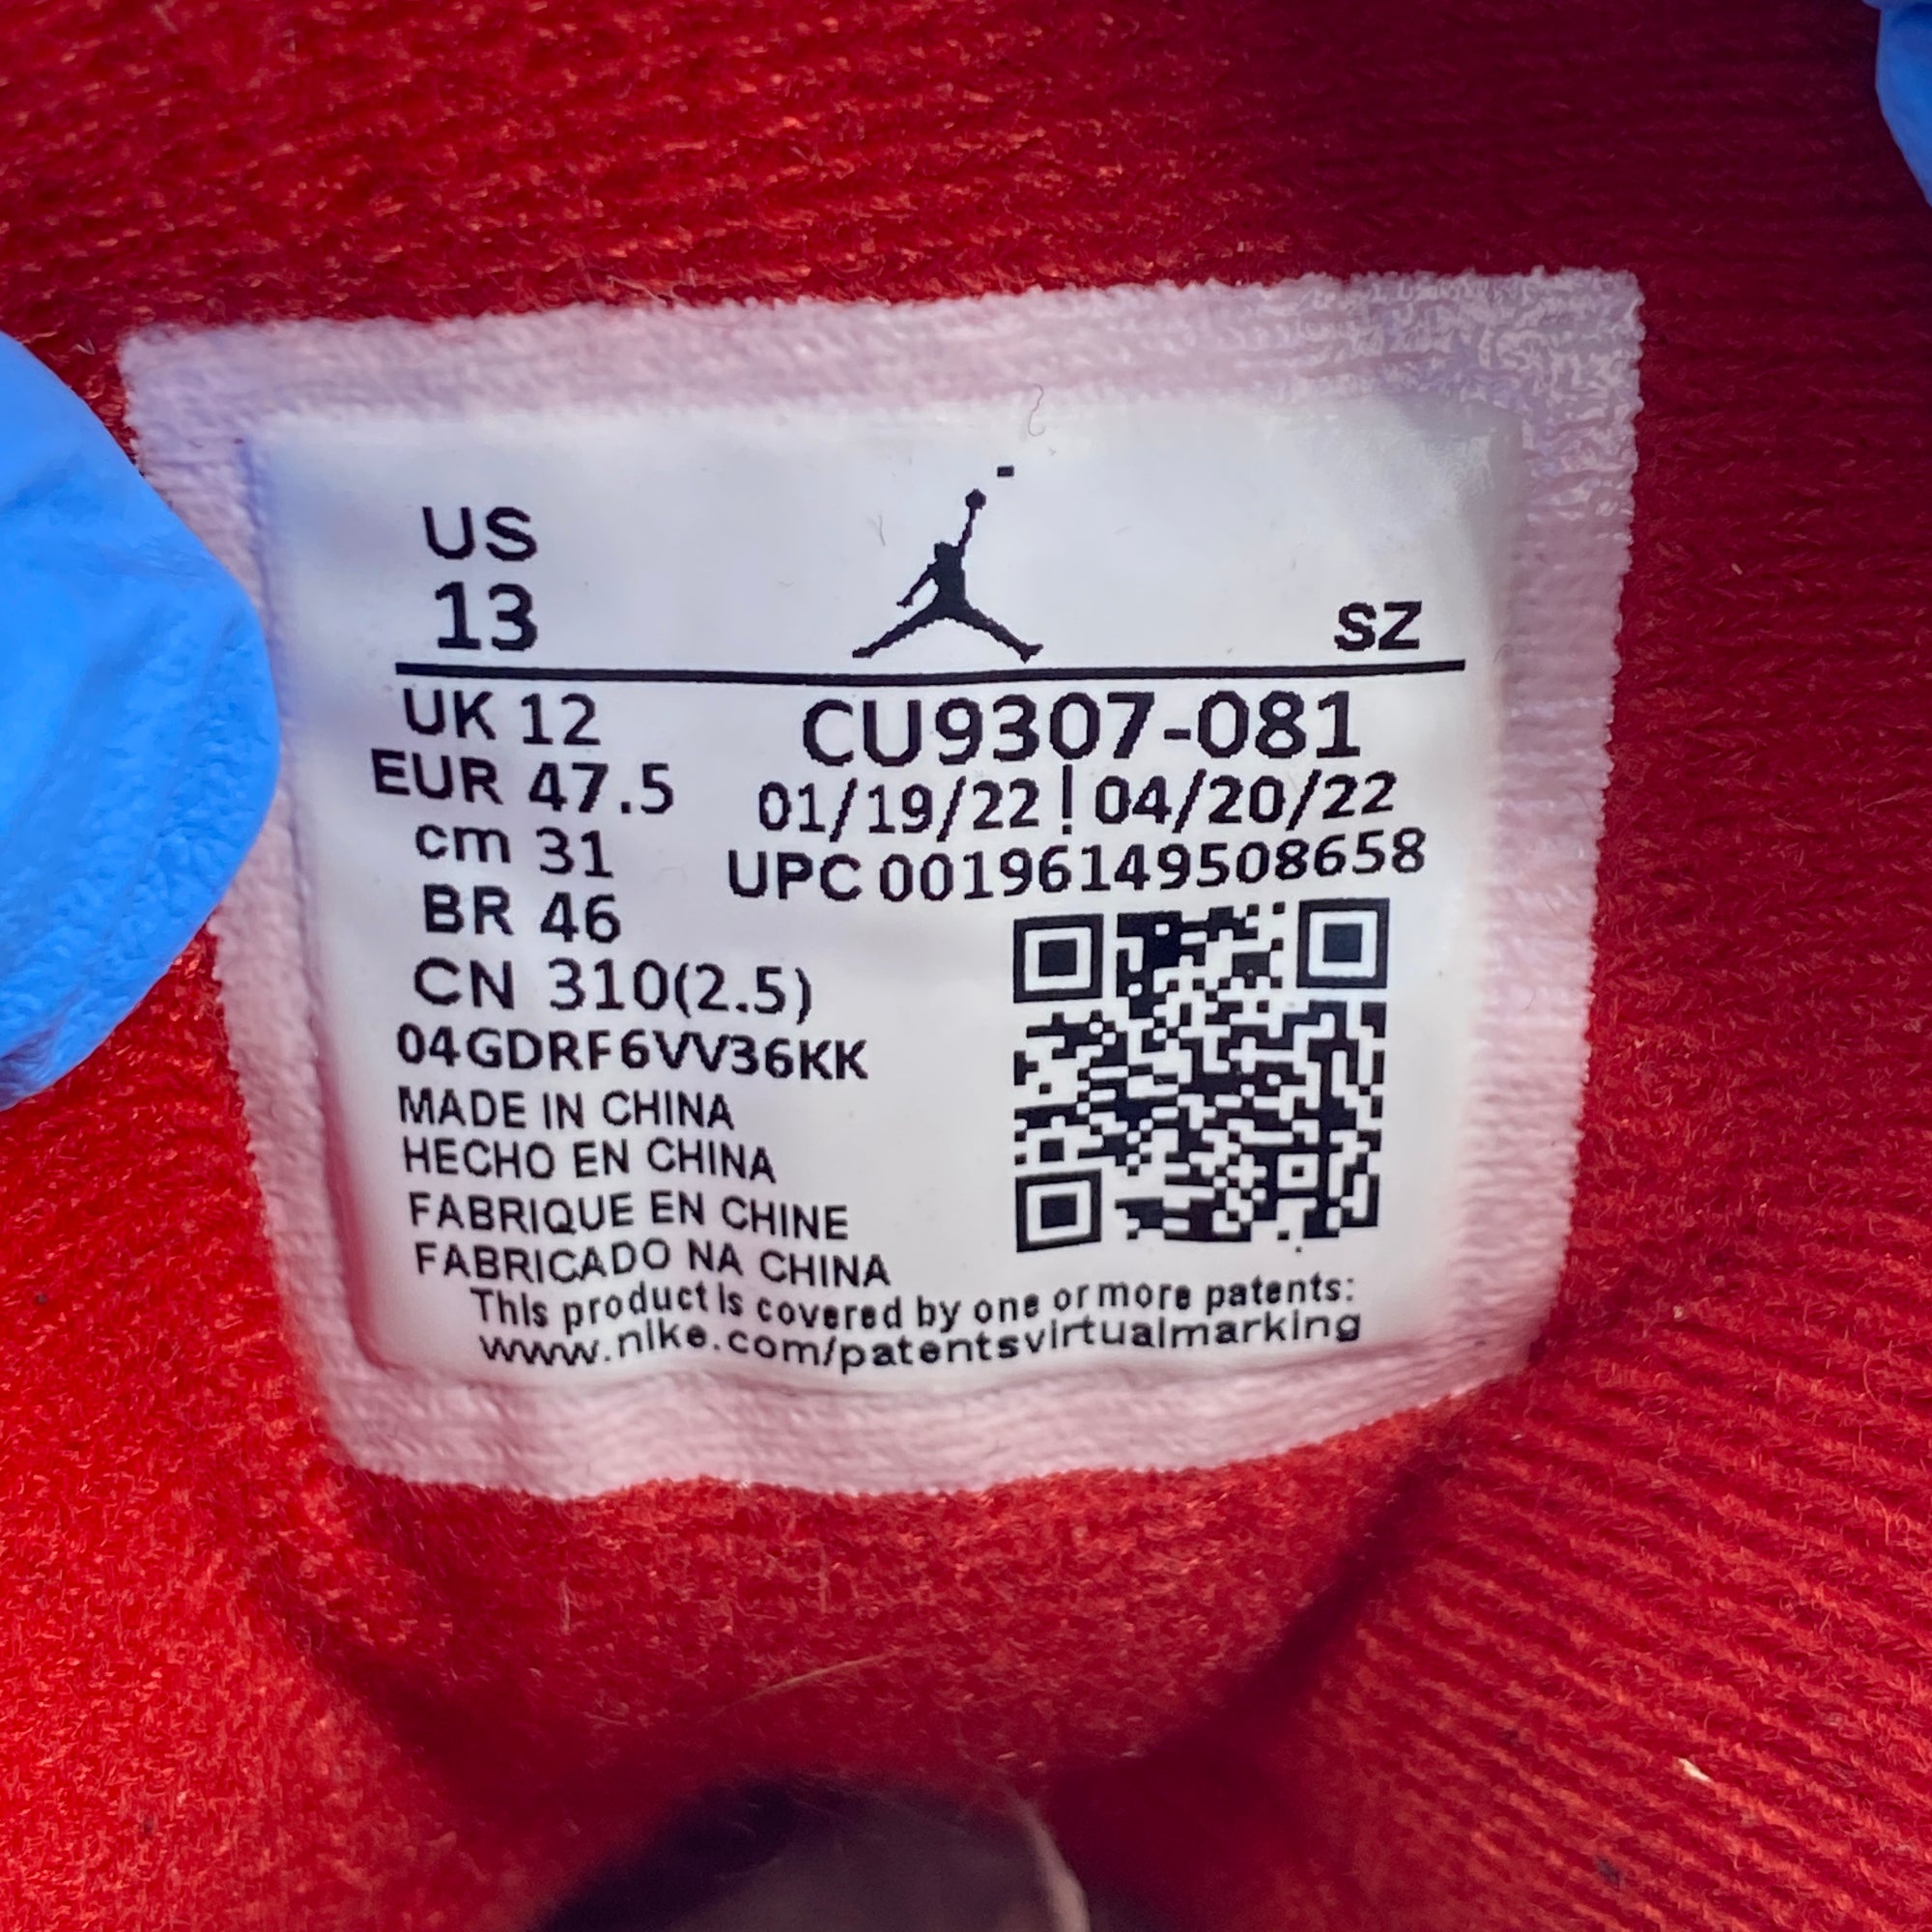 US
13
SZ
UK 12
EUR 47.5
cm 31
BR 46
CN 310(2.5)
CU9307-081
01/19/22|04/20/22
UPC 00196149508658
04GDRF6VV36KK
MADE IN CHINA
HECHO EN CHINA
FABRIQUE EN CHINE
FABRICADO NA CHINA
This product is covered by one or more patents:
www.nike.com/patentsvirtualmarking